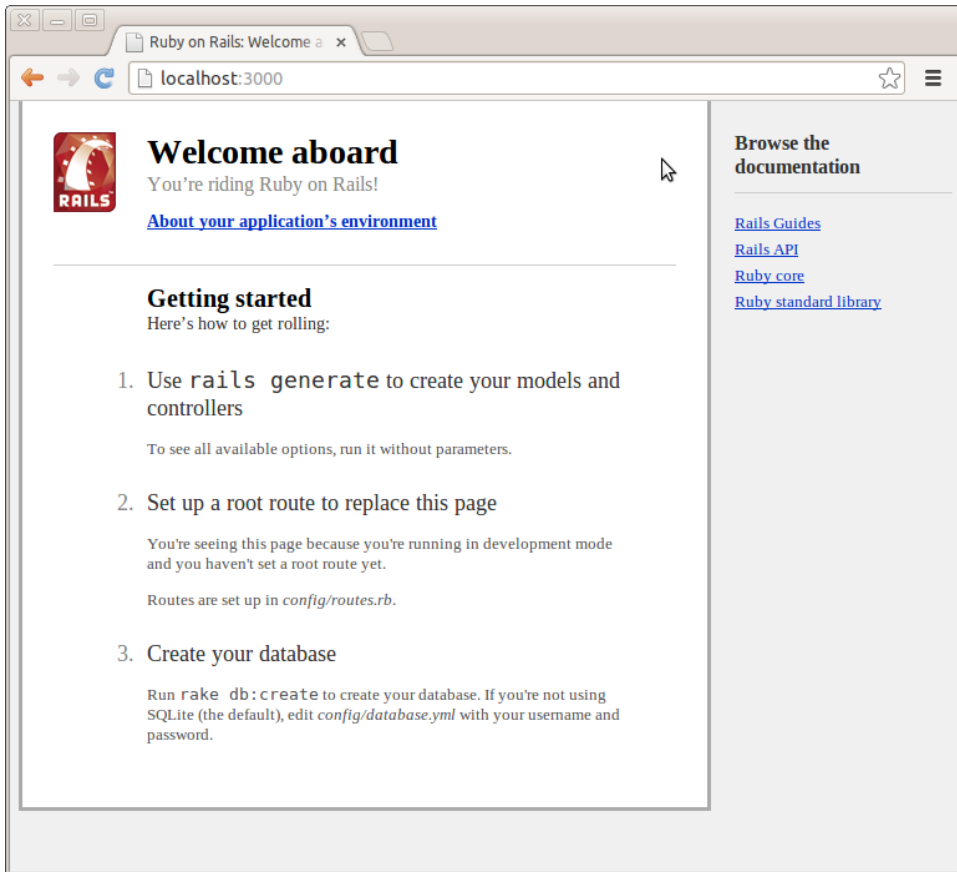 Ruby on Rails: Welcome a
localhost:3000
RAILS
Welcome aboard
You’re riding Ruby on Rails!
About your application’s environment
Getting started
Here’s how to get rolling:
1. Use rails generate to create your models and
controllers
To see all available options, run it without parameters.
2. Set up a root route to replace this page
You're seeing this page because you're running in development mode
and you haven't set a root route yet.
Routes are set up in config/routes.rb.
3. Create your database
Run rake db:create to create your database. If you're not using
SQLite (the default), edit config/database.yml with your username and
password.
Browse the
documentation
Rails Guides
Rails API
Ruby core
Ruby standard library